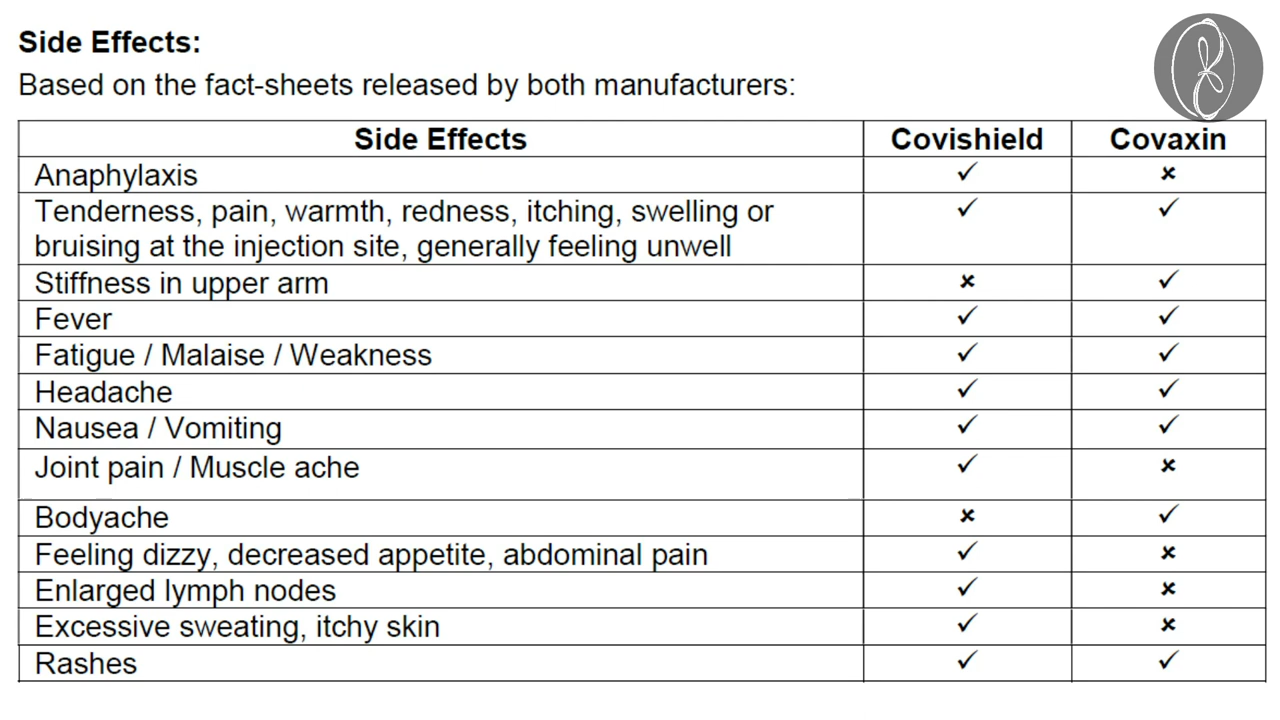 Side Effects:
Based on the fact-sheets released by both manufacturers:
Side Effects Covishield Covaxin
Anaphylaxis ✓ ✗
Tenderness, pain, warmth, redness, itching, swelling or ✓ ✓
bruising at the injection site, generally feeling unwell
Stiffness in upper arm ✗ ✓
Fever ✓ ✓
Fatigue / Malaise / Weakness ✓ ✓
Headache ✓ ✓
Nausea / Vomiting ✓ ✓
Joint pain / Muscle ache ✓ ✗
Bodyache ✗ ✓
Feeling dizzy, decreased appetite, abdominal pain ✓ ✗
Enlarged lymph nodes ✓ ✗
Excessive sweating, itchy skin ✓ ✗
Rashes ✓ ✓